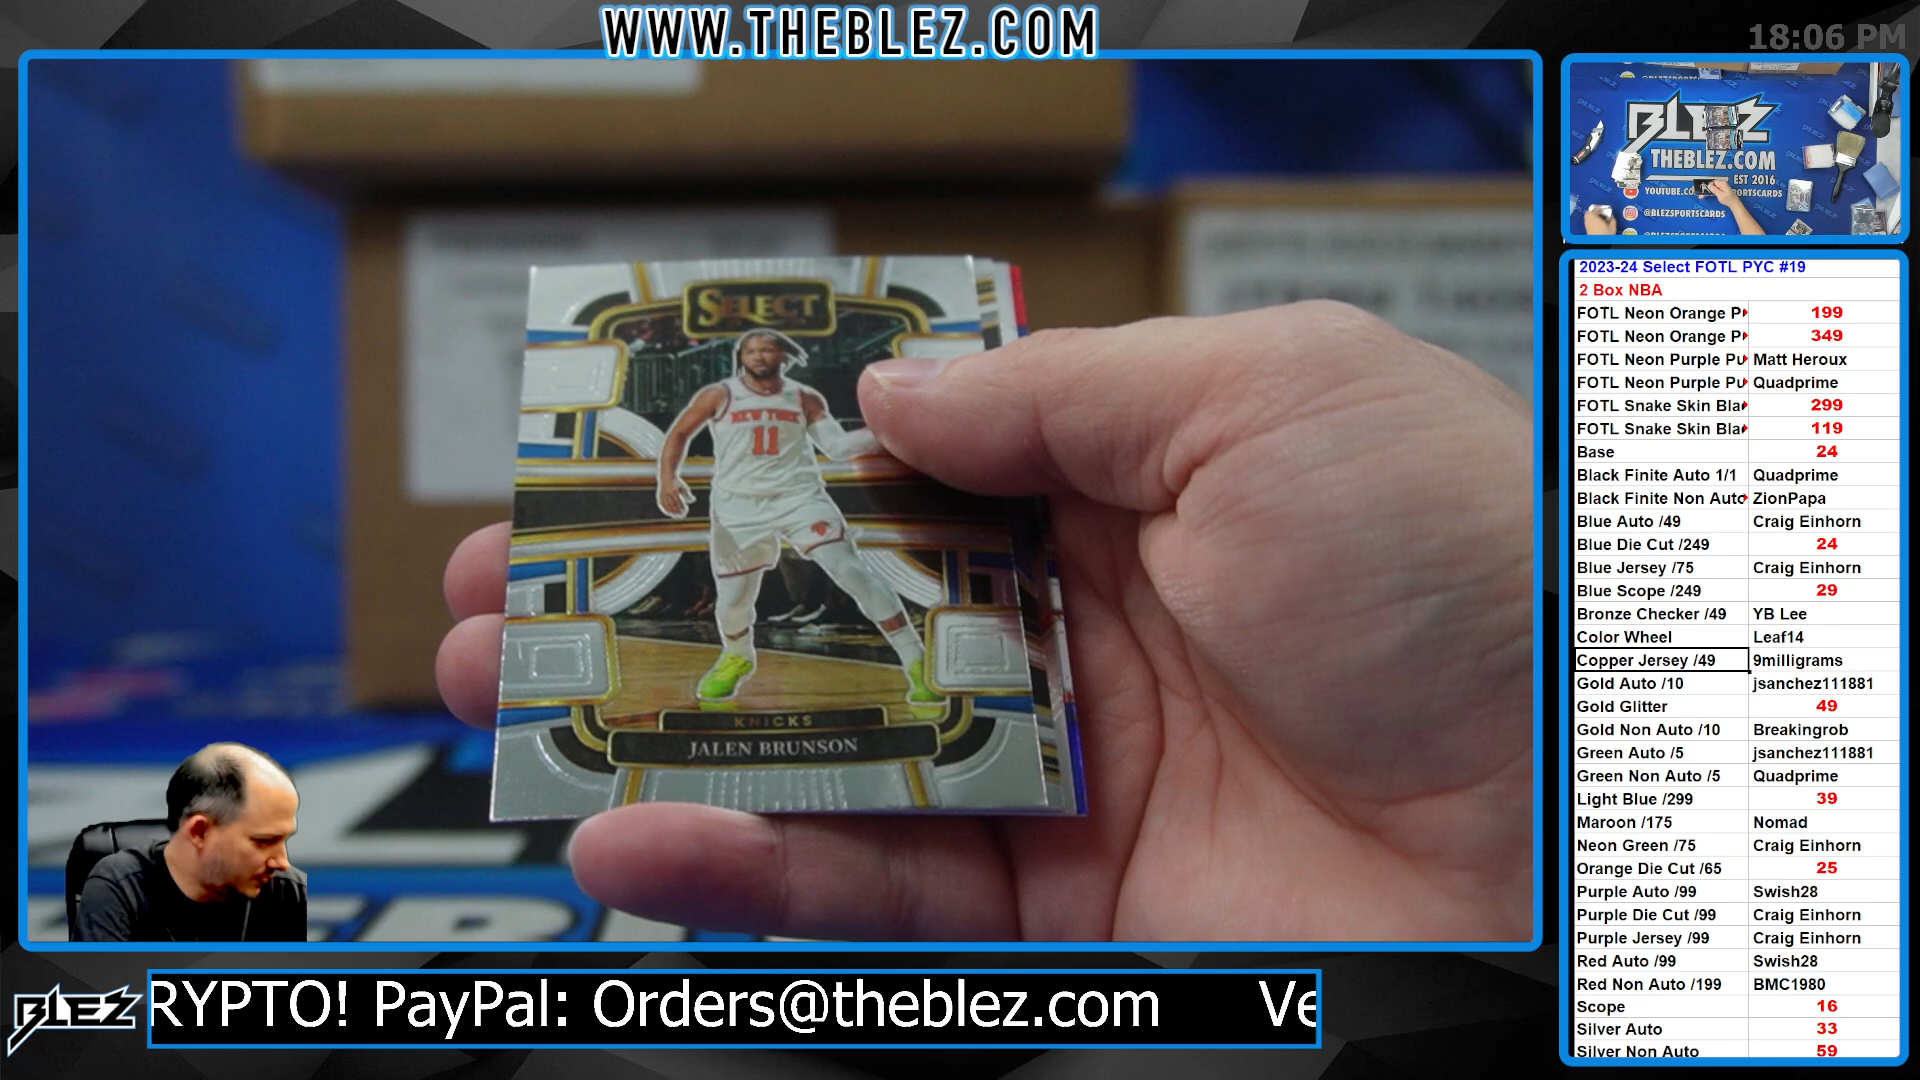 WWW.THEBLEZ.COM
18:06 PM
SELECT
NEW YORK
11
KNICKS
JALEN BRUNSON
BLEZ
THEBLEZ.COM
EST 2016
@BLEZSPORTSCARDS
2023-24 Select FOTL PYC #19
2 Box NBA
FOTL Neon Orange P 199
FOTL Neon Orange P 349
FOTL Neon Purple Pu Matt Heroux
FOTL Neon Purple Pu Quadprime
FOTL Snake Skin Bla 299
FOTL Snake Skin Bla 119
Base 24
Black Finite Auto 1/1 Quadprime
Black Finite Non Auto ZionPapa
Blue Auto /49 Craig Einhorn
Blue Die Cut /249 24
Blue Jersey /75 Craig Einhorn
Blue Scope /249 29
Bronze Checker /49 YB Lee
Color Wheel Leaf14
Copper Jersey /49 9milligrams
Gold Auto /10 jsanchez111881
Gold Glitter 49
Gold Non Auto /10 Breakingrob
Green Auto /5 jsanchez111881
Green Non Auto /5 Quadprime
Light Blue /299 39
Maroon /175 Nomad
Neon Green /75 Craig Einhorn
Orange Die Cut /65 25
Purple Auto /99 Swish28
Purple Die Cut /99 Craig Einhorn
Purple Jersey /99 Craig Einhorn
Red Auto /99 Swish28
Red Non Auto /199 BMC1980
Scope 16
Silver Auto 33
Silver Non Auto 59
BLEZ
RYPTO! PayPal: Orders@theblez.com Ve